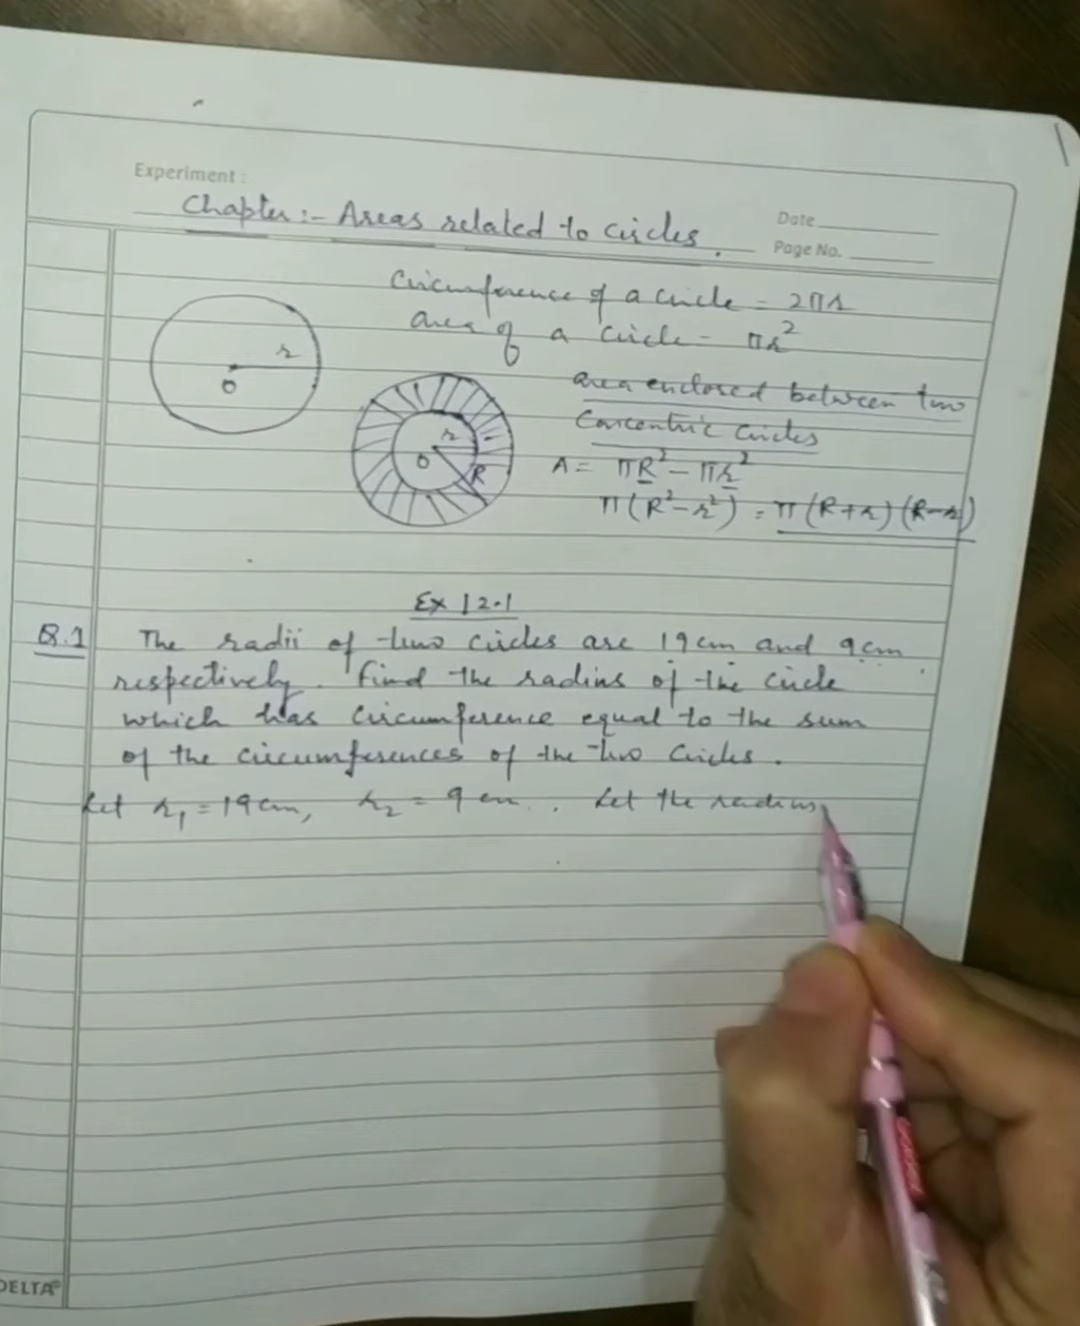 Experiment :
Chapter :- Areas related to circles.
Date
Page No.
Circumference of a circle = 2πr
area of a circle - πr²
r
O
area enclosed between two
Concentric circles
r
O
R
A = πR² - πr²
π(R² - r²) = π(R+r)(R-r)
Ex 12.1
Q.1 The radii of two circles are 19 cm and 9 cm
respectively. Find the radius of the circle
which has circumference equal to the sum
of the circumferences of the two circles.
Let r₁ = 19 cm, r₂ = 9 cm. Let the radius
DELTA®